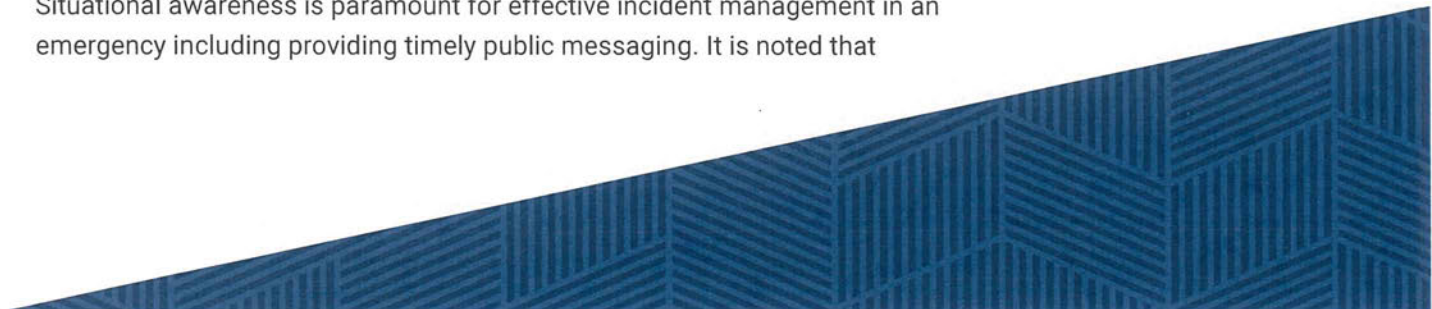 Situational awareness is paramount for effective incident management in an
emergency including providing timely public messaging. It is noted that